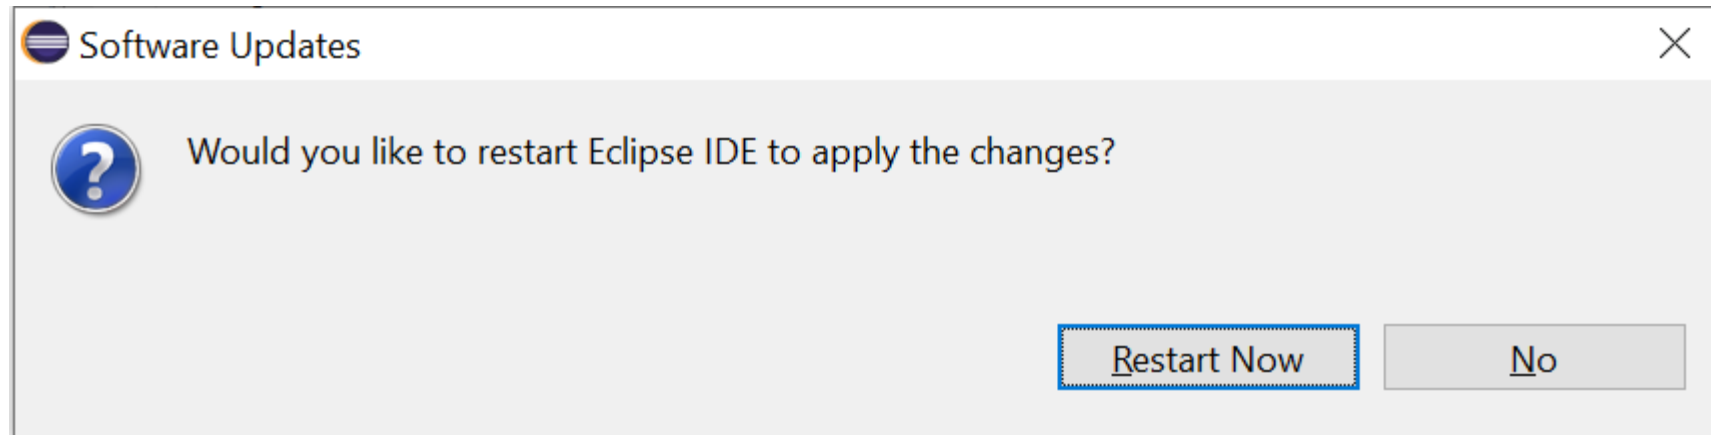 Software Updates
Would you like to restart Eclipse IDE to apply the changes?
Restart Now
No